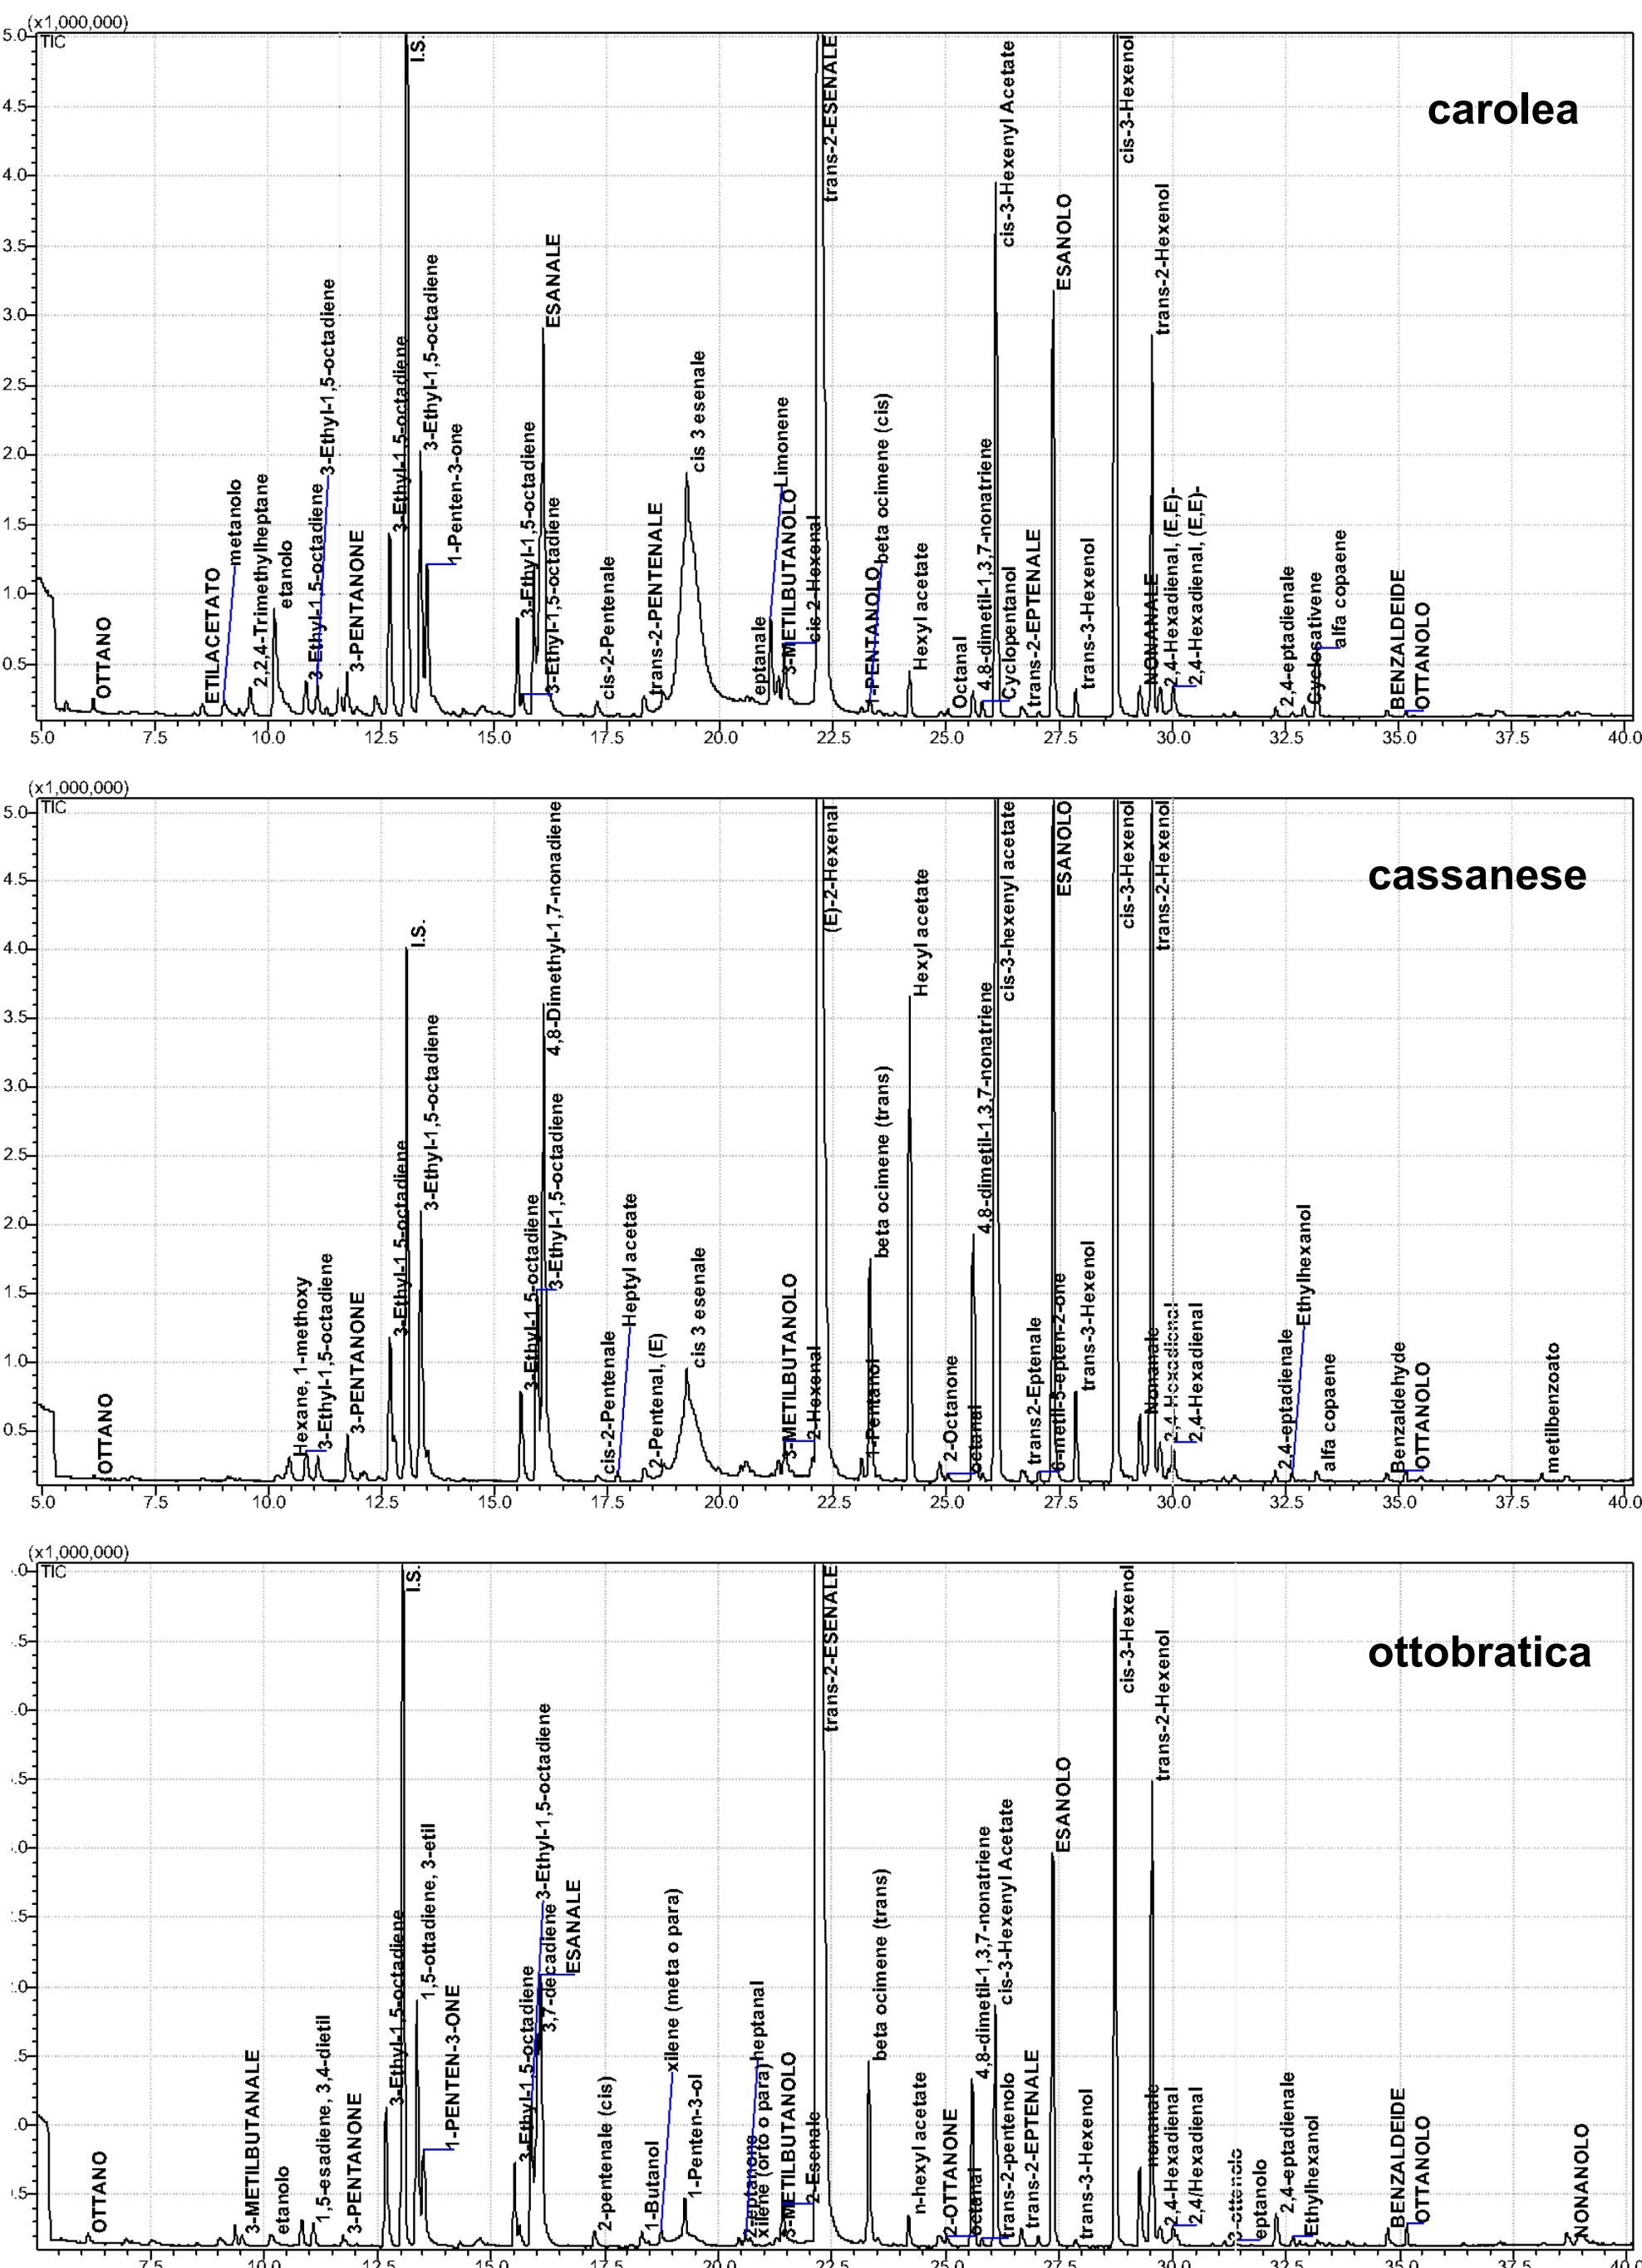 (x1,000,000)
TIC
carolea
5.0
4.5
4.0
3.5
3.0
2.5
2.0
1.5
1.0
0.5
OTTANO
ETILACETATO
metanolo
2,2,4-Trimethylheptane
etanolo
3-Ethyl-1,5-octadiene
3-Ethyl-1,5-octadiene
3-PENTANONE
3-Ethyl-1,5-octadiene
I.S.
3-Ethyl-1,5-octadiene
1-Penten-3-one
3-Ethyl-1,5-octadiene
ESANALE
3-Ethyl-1,5-octadiene
cis-2-Pentenale
trans-2-PENTENALE
cis 3 esenale
eptanale
Limonene
3-METILBUTANOLO
cis-2-Hexenal
trans-2-ESENALE
1-PENTANOLO
beta ocimene (cis)
Hexyl acetate
Octanal
4,8-dimetil-1,3,7-nonatriene
cis-3-Hexenyl Acetate
Cyclopentanol
trans-2-EPTENALE
ESANOLO
trans-3-Hexenol
cis-3-Hexenol
NONANALE
trans-2-Hexenol
2,4-Hexadienal, (E,E)-
2,4-Hexadienal, (E,E)-
2,4-eptadienale
Cyclosativene
alfa copaene
BENZALDEIDE
OTTANOLO
5.0 7.5 10.0 12.5 15.0 17.5 20.0 22.5 25.0 27.5 30.0 32.5 35.0 37.5 40.0
(x1,000,000)
TIC
cassanese
5.0
4.5
4.0
3.5
3.0
2.5
2.0
1.5
1.0
0.5
OTTANO
Hexane, 1-methoxy
3-Ethyl-1,5-octadiene
3-PENTANONE
3-Ethyl-1,5-octadiene
I.S.
3-Ethyl-1,5-octadiene
3-Ethyl-1,5-octadiene
4,8-Dimethyl-1,7-nonadiene
3-Ethyl-1,5-octadiene
cis-2-Pentenale
Heptyl acetate
2-Pentenal, (E)
cis 3 esenale
3-METILBUTANOLO
2-Hexenal
(E)-2-Hexenal
1-Pentanol
beta ocimene (trans)
Hexyl acetate
2-Octanone
octanal
4,8-dimetil-1,3,7-nonatriene
cis-3-hexenyl acetate
trans2-Eptenale
6-metil-5-epten-2-one
ESANOLO
trans-3-Hexenol
cis-3-Hexenol
Nonanale
trans-2-Hexenol
2,4-Hexadienal
2,4-Hexadienal
2,4-eptadienale
Ethylhexanol
alfa copaene
Benzaldehyde
OTTANOLO
metilbenzoato
5.0 7.5 10.0 12.5 15.0 17.5 20.0 22.5 25.0 27.5 30.0 32.5 35.0 37.5 40.0
(x1,000,000)
TIC
ottobratica
.0
.5
.0
.5
.0
.5
.0
.5
.0
.5
OTTANO
3-METILBUTANALE
etanolo
1,5-esadiene, 3,4-dietil
3-PENTANONE
3-Ethyl-1,5-octadiene
I.S.
1,5-ottadiene, 3-etil
1-PENTEN-3-ONE
3-Ethyl-1,5-octadiene
3-Ethyl-1,5-octadiene
3,7-decadiene
ESANALE
2-pentenale (cis)
1-Butanol
xilene (meta o para)
1-Penten-3-ol
2-eptanone
xilene (orto o para)
heptanal
3-METILBUTANOLO
2-Esenale
trans-2-ESENALE
beta ocimene (trans)
n-hexyl acetate
2-OTTANONE
octanal
4,8-dimetil-1,3,7-nonatriene
cis-3-Hexenyl Acetate
trans-2-pentenolo
trans-2-EPTENALE
ESANOLO
trans-3-Hexenol
cis-3-Hexenol
nonanale
trans-2-Hexenol
2,4-Hexadienal
2,4/Hexadienal
eptanolo
2,4-eptadienale
Ethylhexanol
BENZALDEIDE
OTTANOLO
NONANOLO
7.5 10.0 12.5 15.0 17.5 20.0 22.5 25.0 27.5 30.0 32.5 35.0 37.5 40